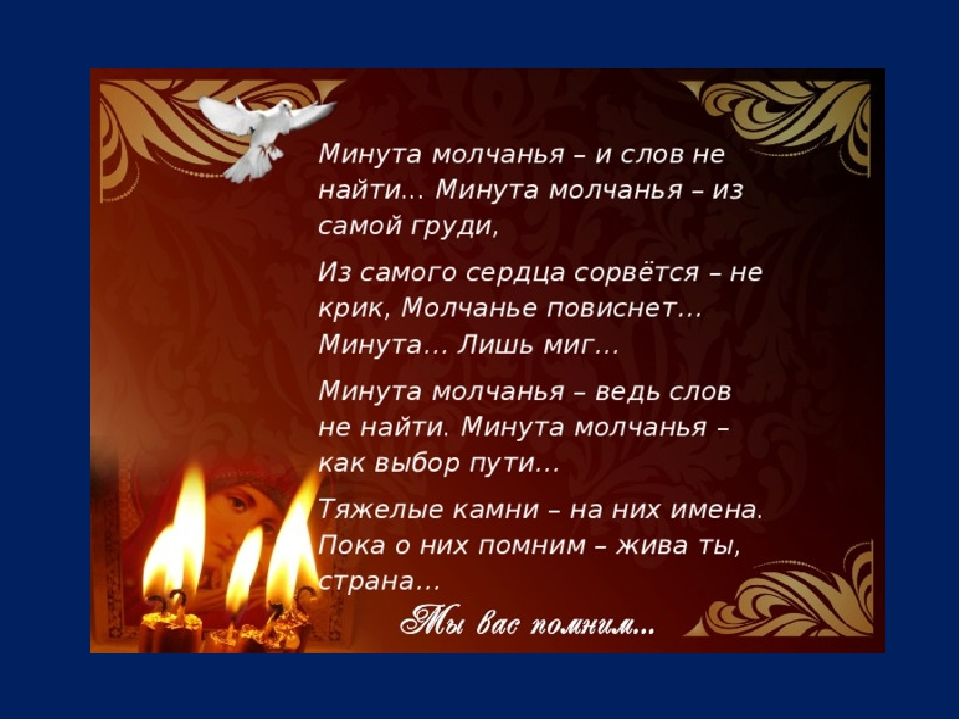 Минута молчанья – и слов не
найти... Минута молчанья – из
самой груди,
Из самого сердца сорвётся – не
крик, Молчанье повиснет...
Минута... Лишь миг...
Минута молчанья – ведь слов
не найти. Минута молчанья –
как выбор пути...
Тяжелые камни – на них имена.
Пока о них помним – жива ты,
страна...
Мы вас помним...